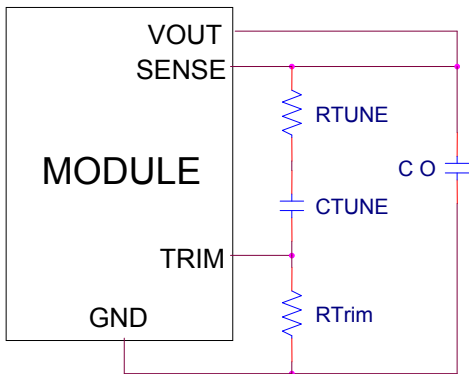 VOUT
SENSE
RTUNE
MODULE
C O
CTUNE
TRIM
GND
RTrim